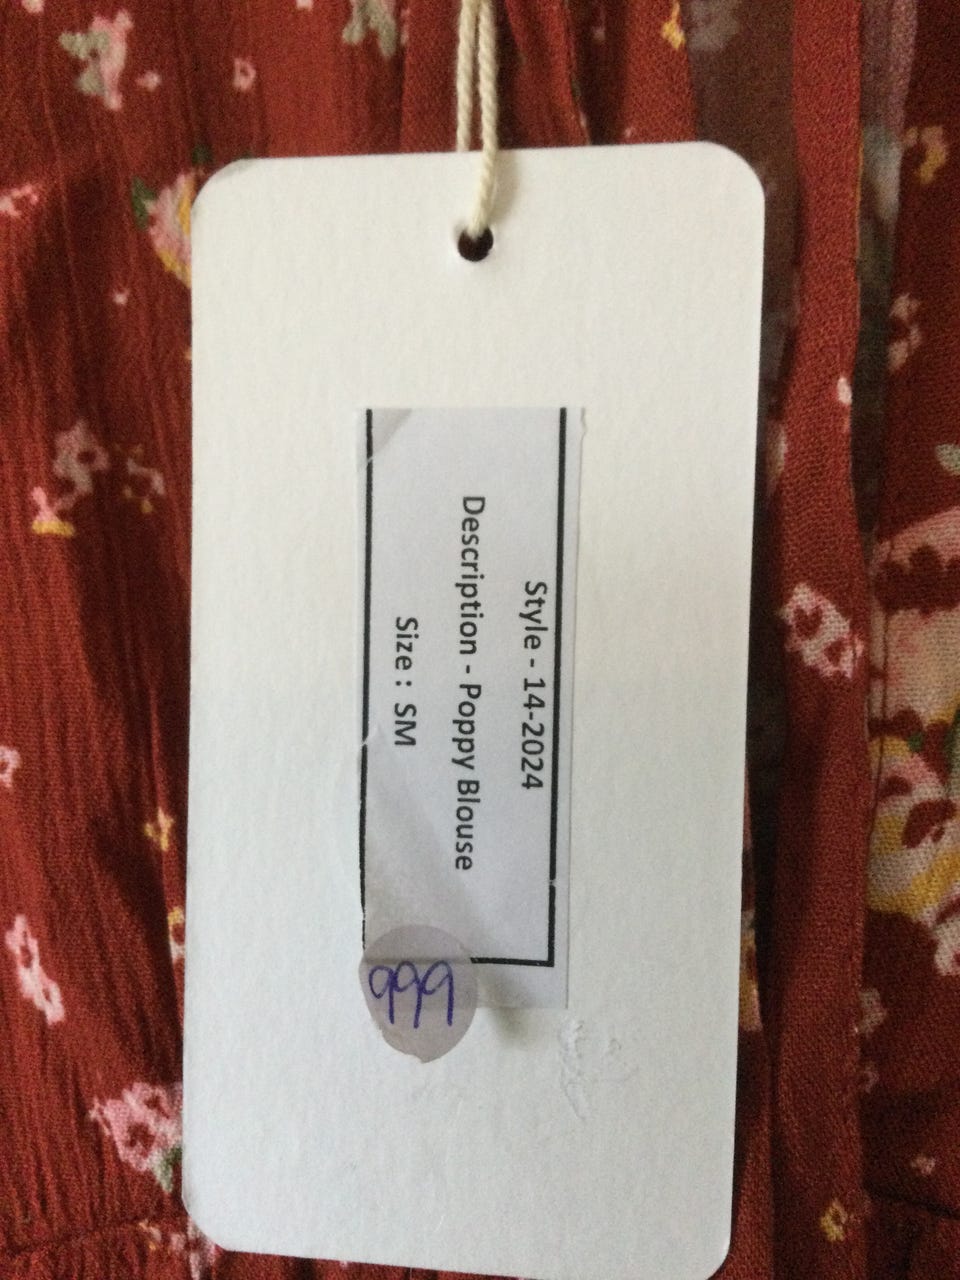 Style - 14-2024
Description - Poppy Blouse
Size : SM
999